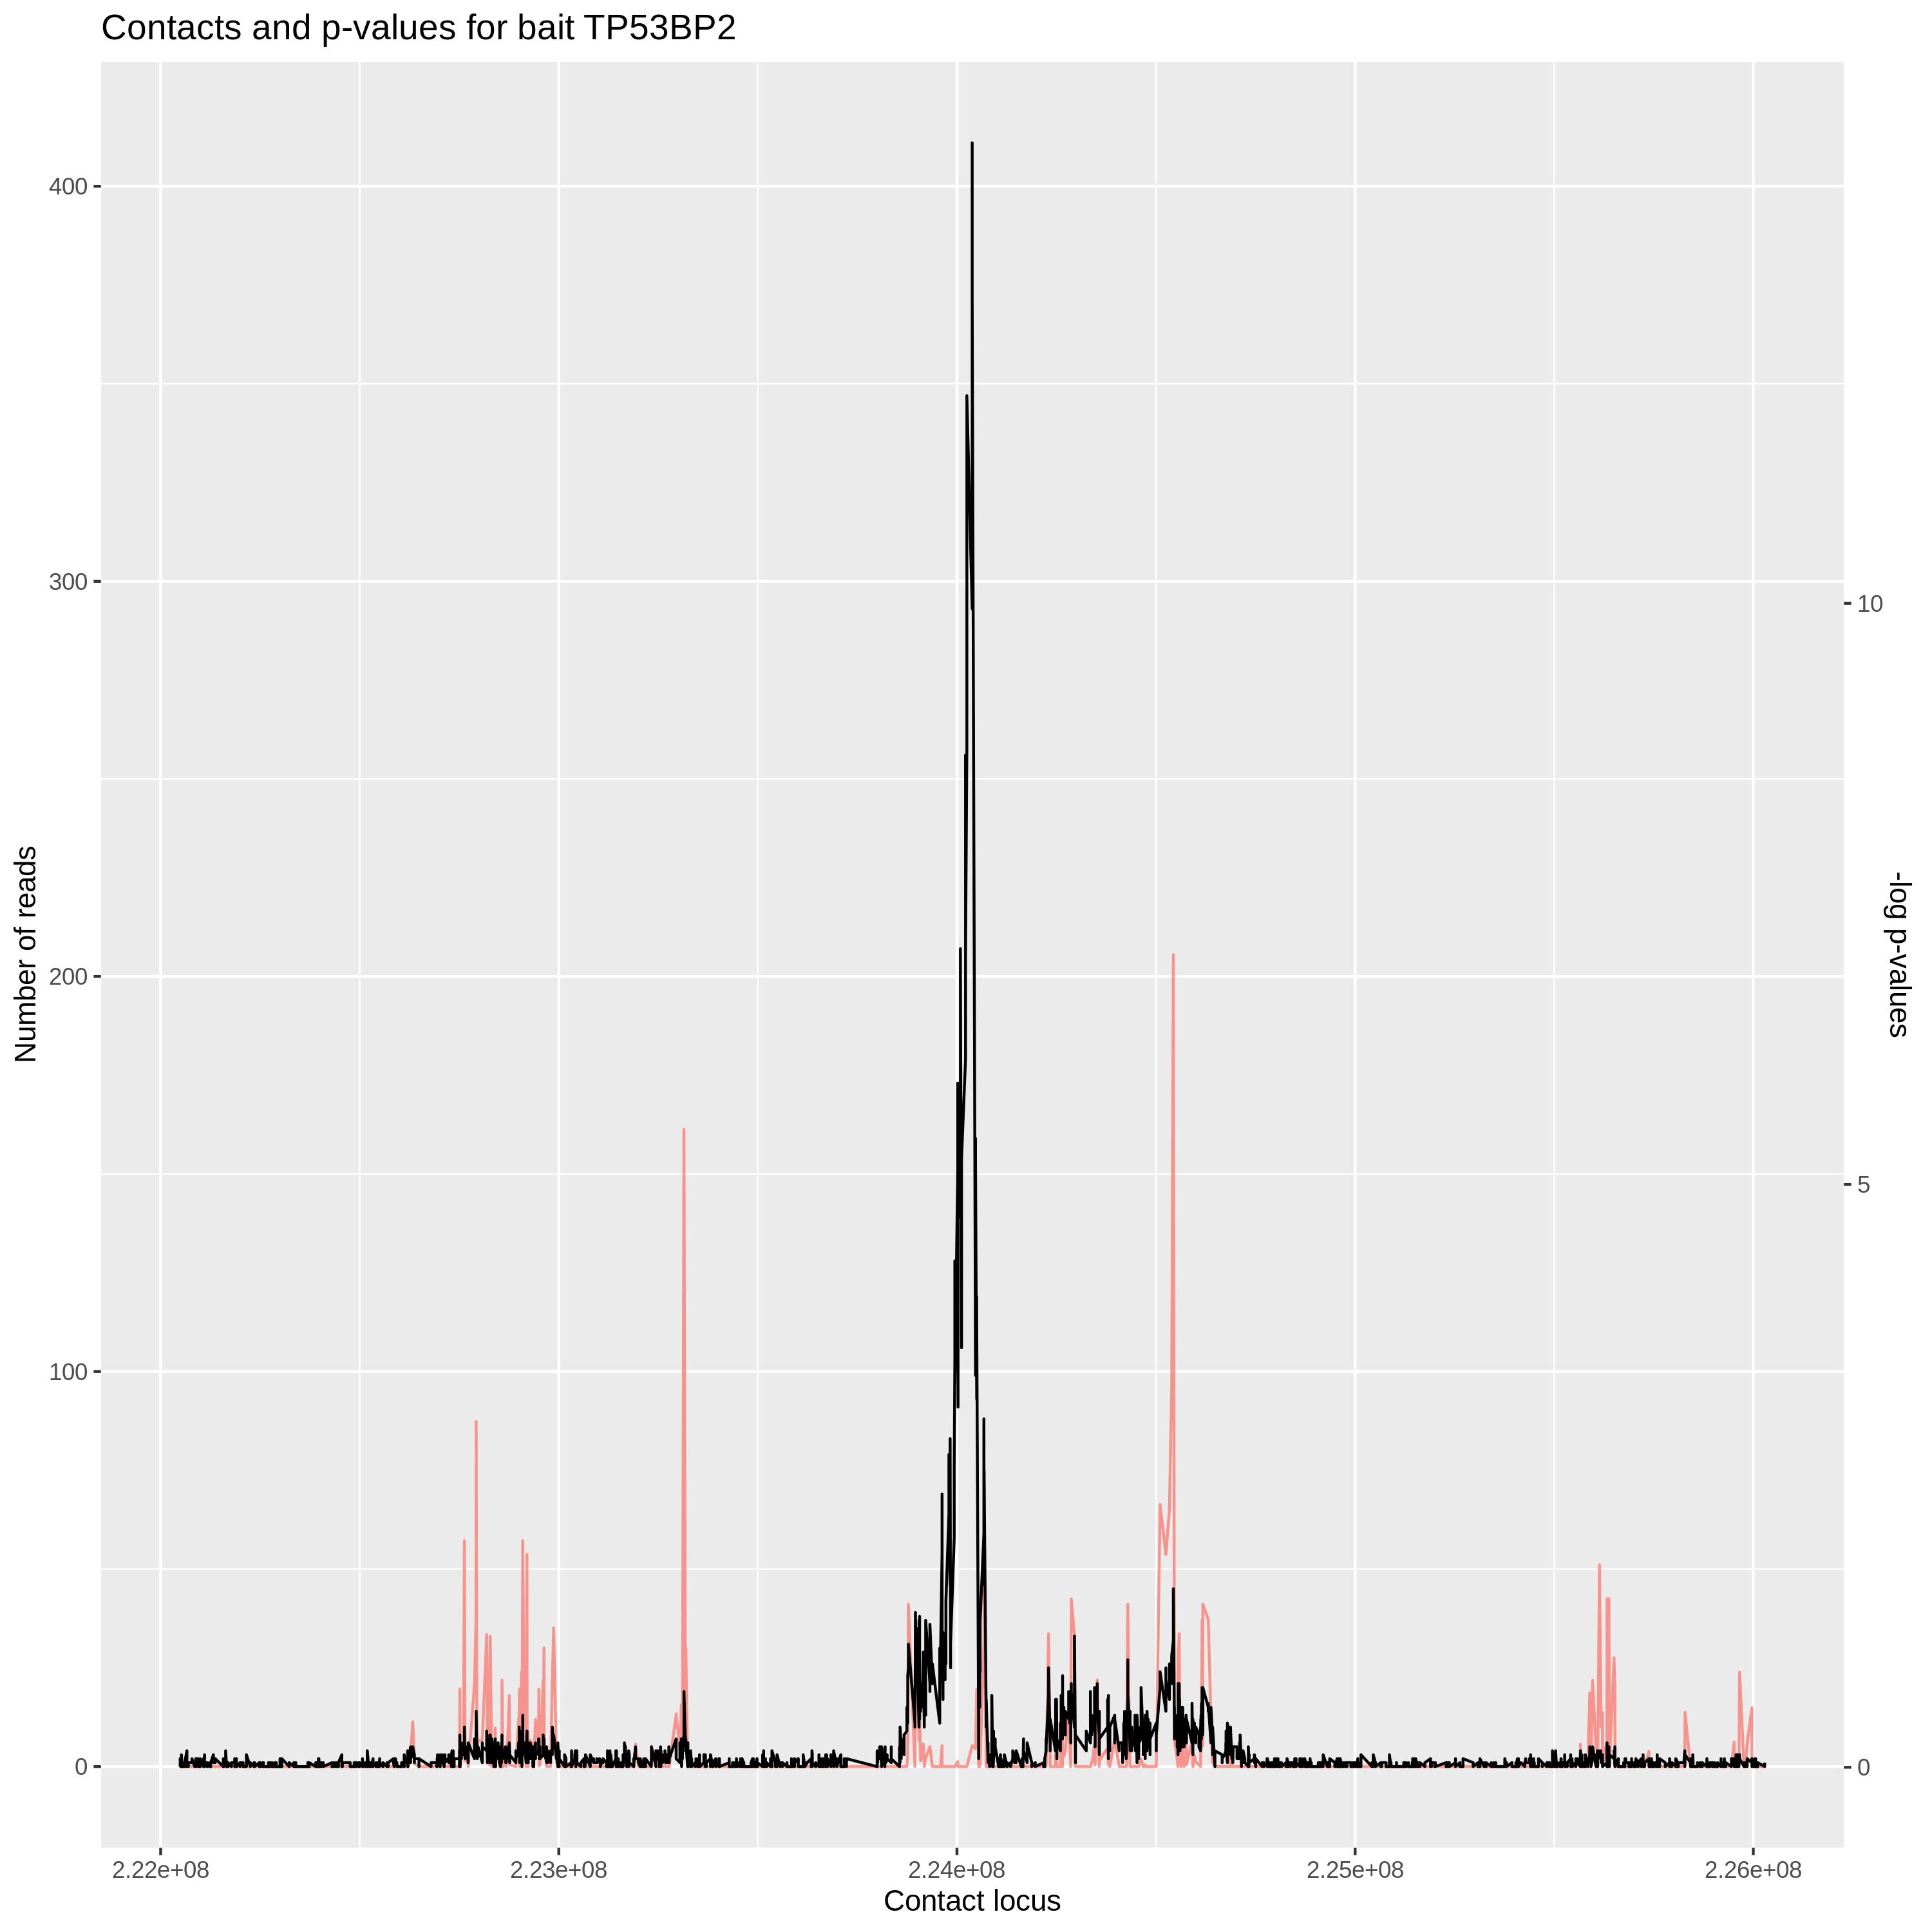 Contacts and p-values for bait TP53BP2
400
300
200
100
0
Number of reads
10
5
0
-log p-values
2.22e+08
2.23e+08
2.24e+08
2.25e+08
2.26e+08
Contact locus